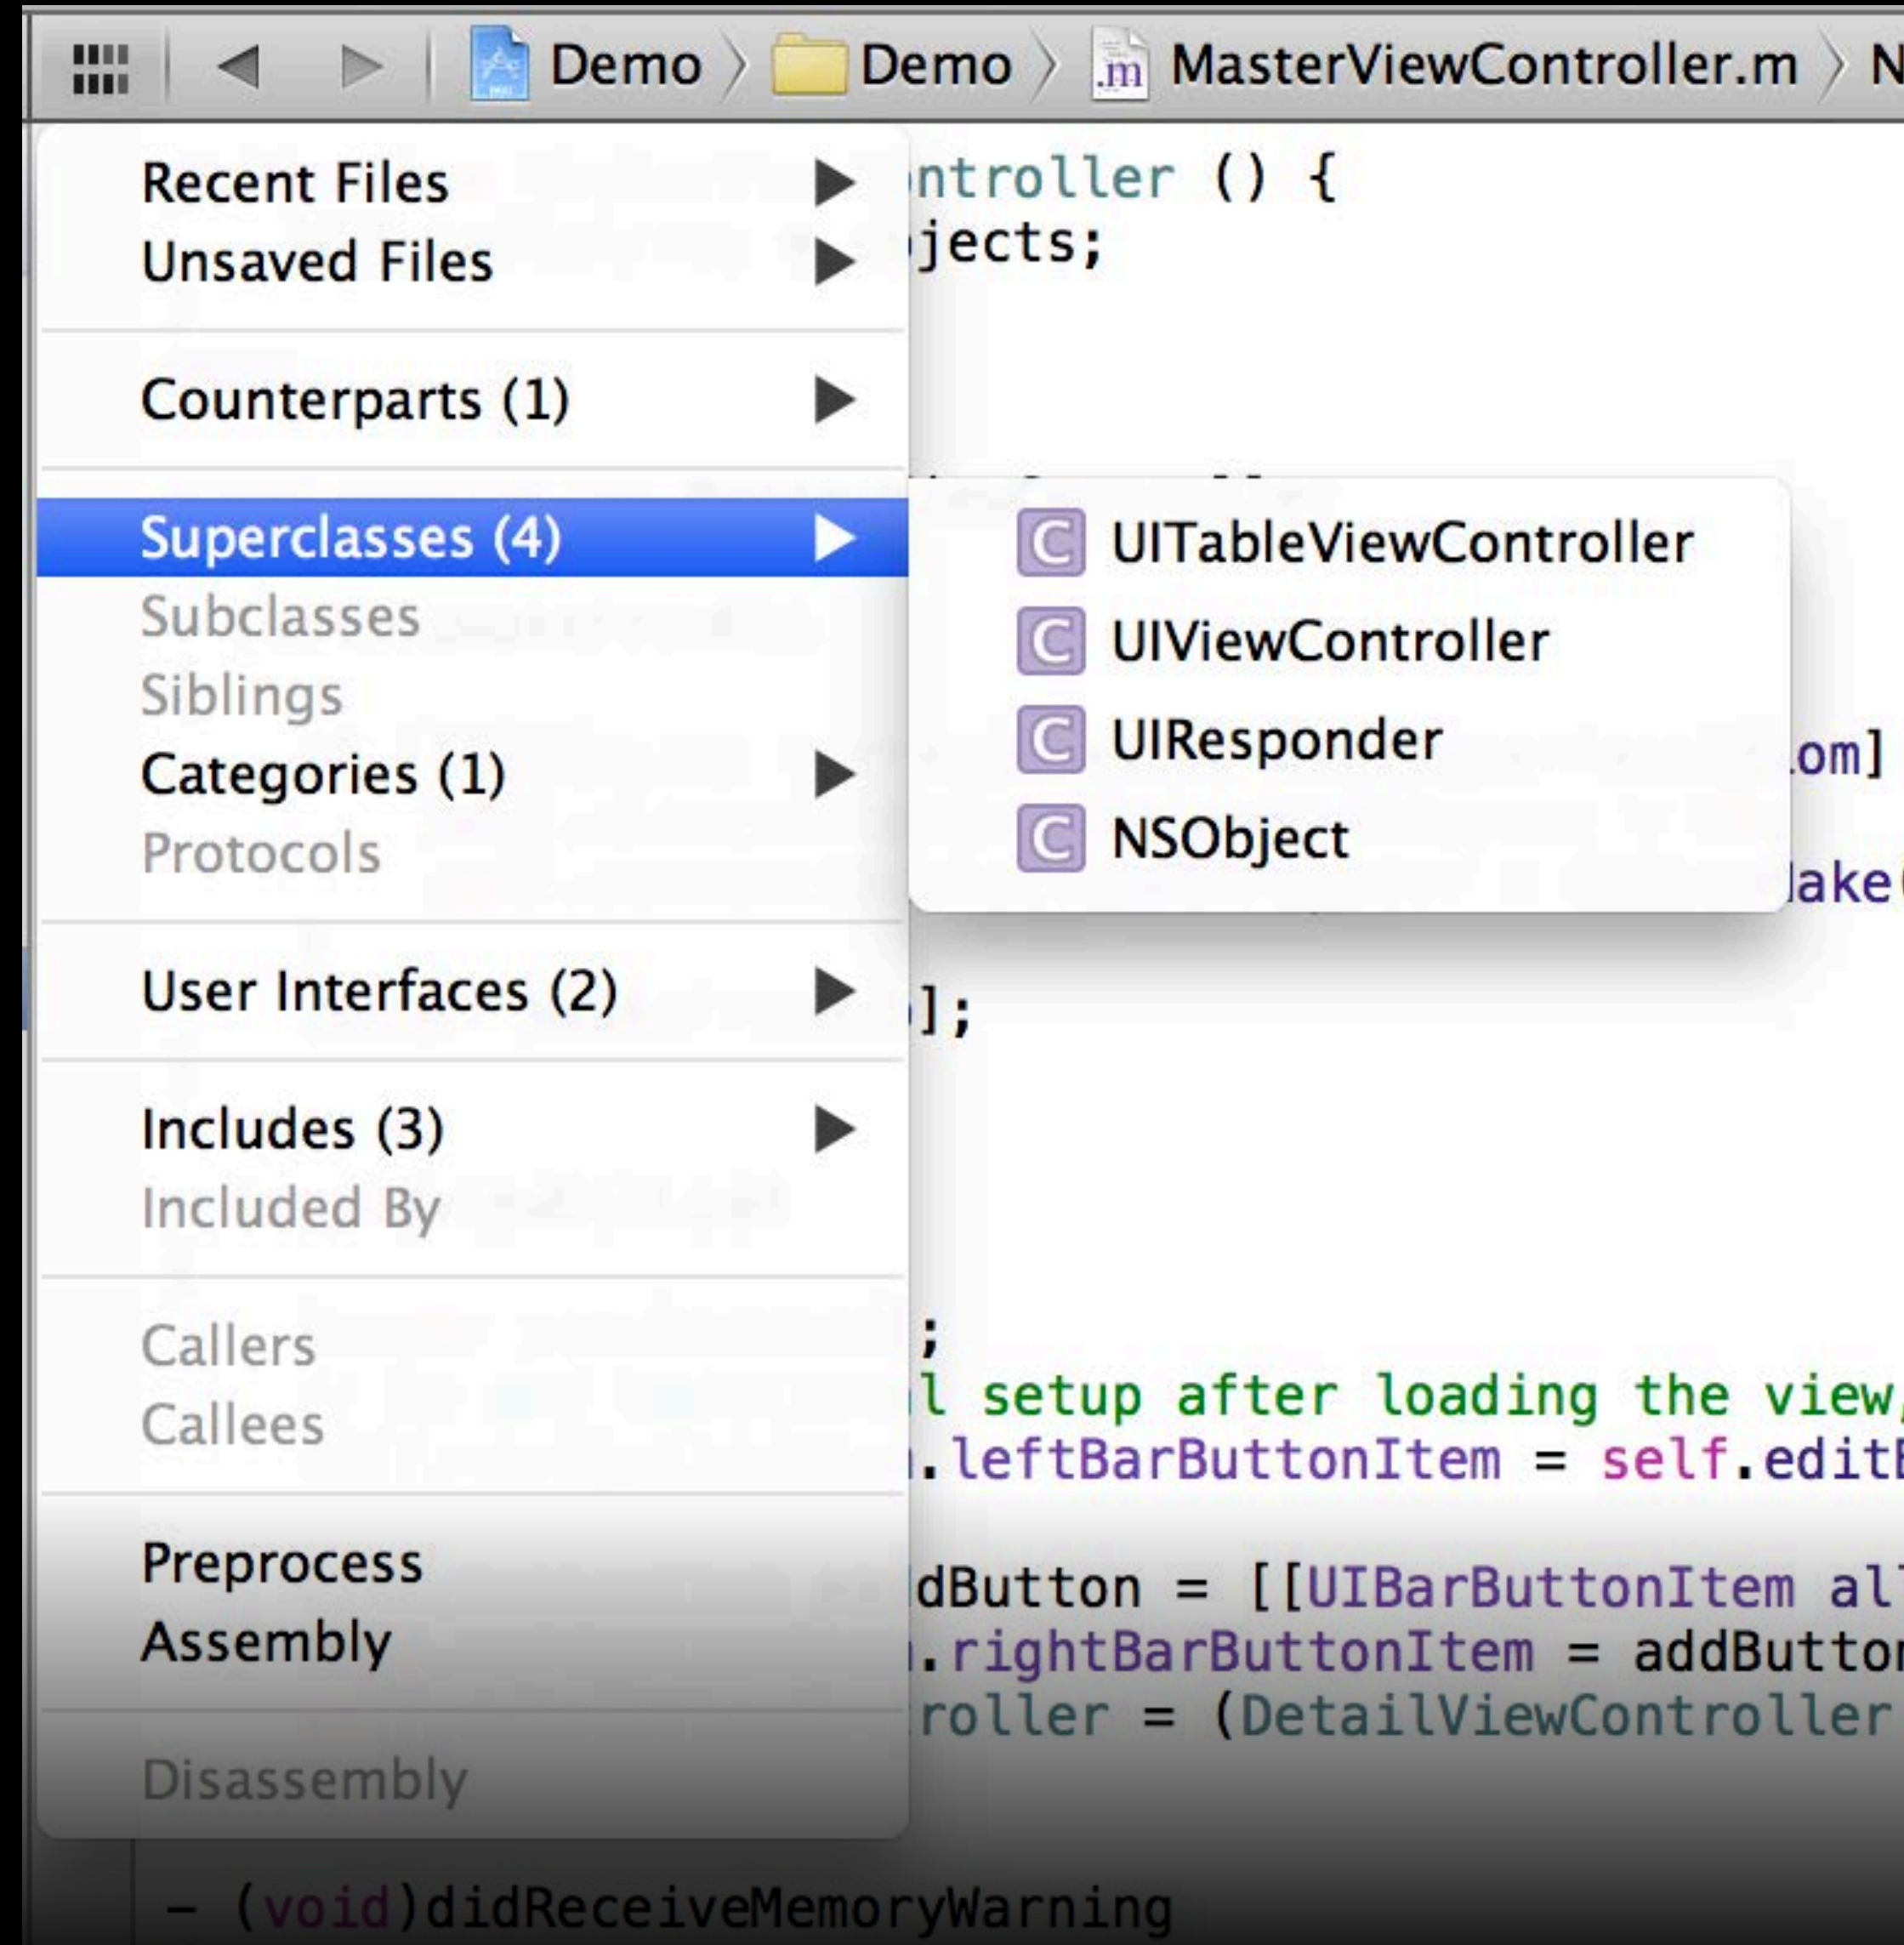 Demo Demo .m MasterViewController.m N
Recent Files
ntroller () {
Unsaved Files
jects;
Counterparts (1)
Superclasses (4)
C UITableViewController
Subclasses
C UIViewController
Siblings
C UIResponder
om]
Categories (1)
C NSObject
Protocols
ake(
User Interfaces (2)
];
Includes (3)
Included By
Callers
;
Callees
l setup after loading the view,
.leftBarButtonItem = self.edit
Preprocess
dButton = [[UIBarButtonItem al
Assembly
.rightBarButtonItem = addButton
roller = (DetailViewController
Disassembly
- (void)didReceiveMemoryWarning